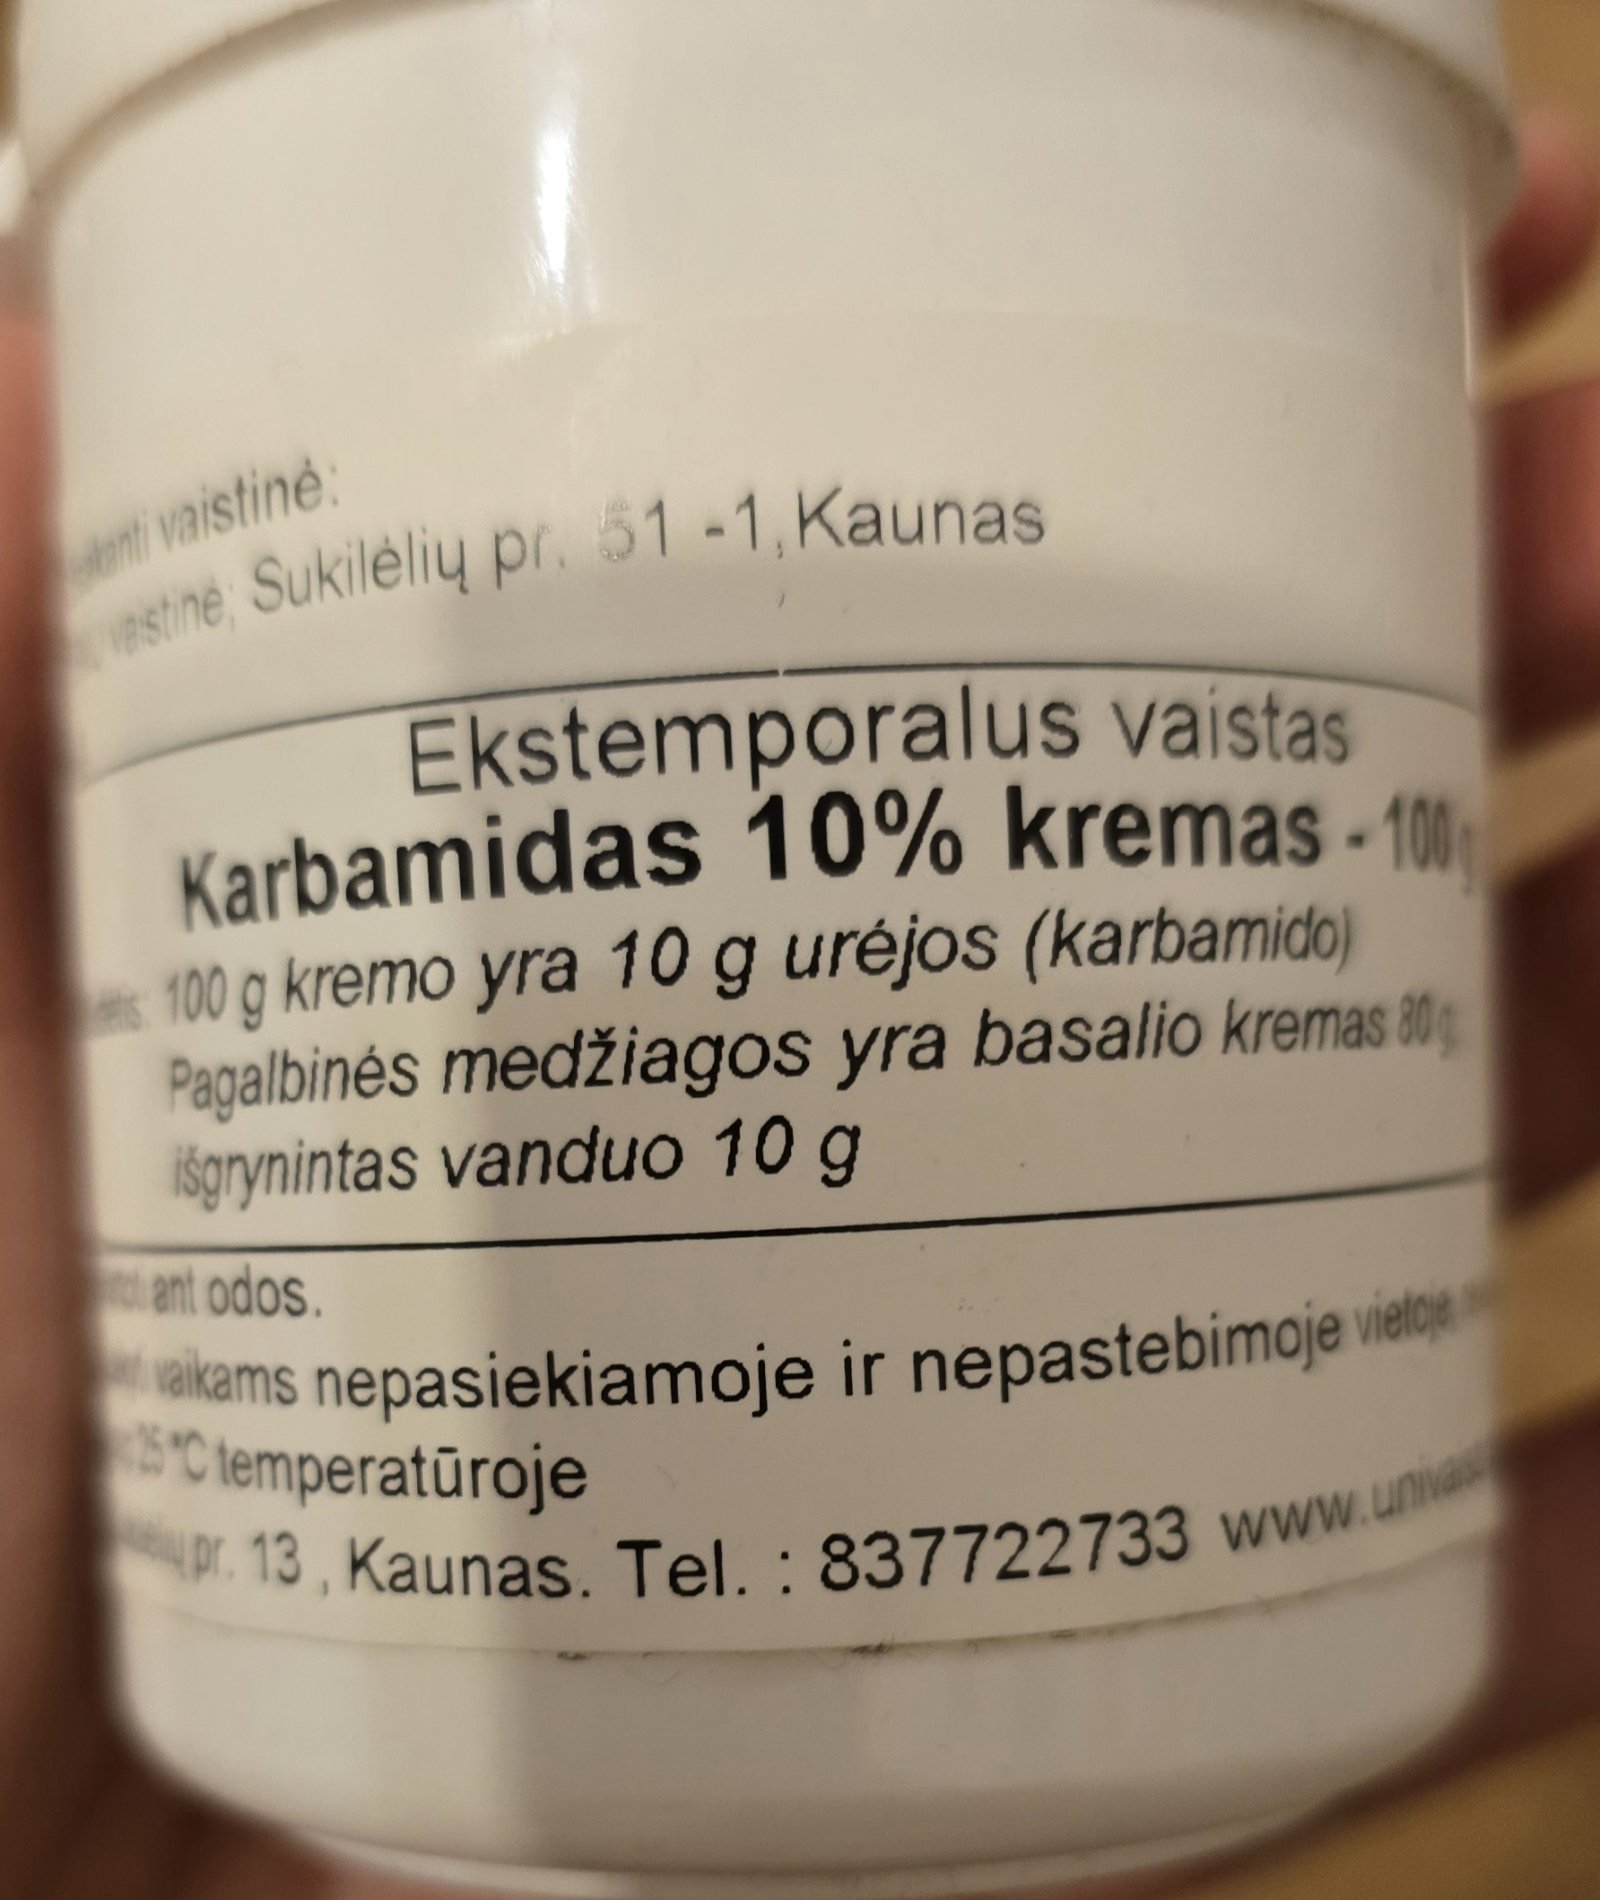 vaistinė:
vaistinė; Sukilėlių pr. 51 -1, Kaunas
Ekstemporalus vaistas
Karbamidas 10% kremas - 100 g
100 g kremo yra 10 g urėjos (karbamido)
Pagalbinės medžiagos yra basalio kremas 80 g
išgrynintas vanduo 10 g
ant odos.
vaikams nepasiekiamoje ir nepastebimoje vietoje,
25 °C temperatūroje
pr. 13 , Kaunas. Tel. : 837722733 www.univais